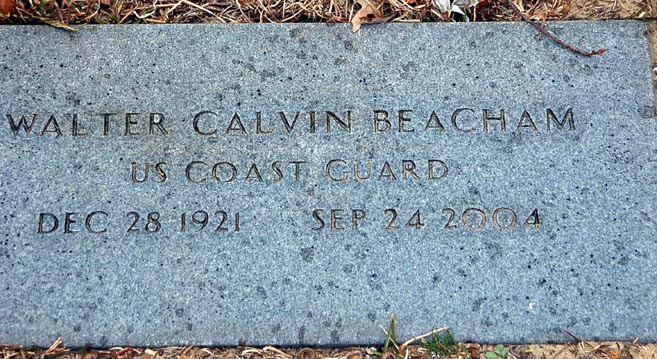 WALTER CALVIN BEACHAM
US COAST GUARD
DEC 28 1921 SEP 24 2004